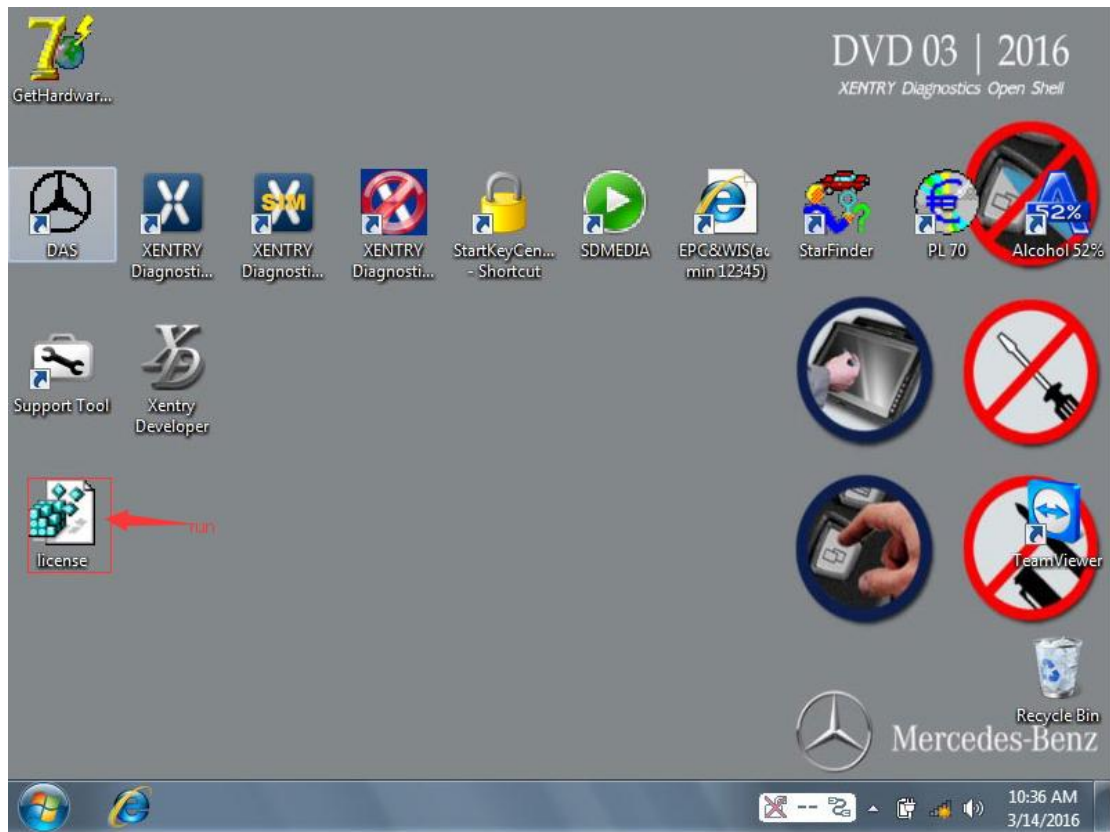 DVD 03 | 2016
XENTRY Diagnostics Open Shell
GetHardwar...
52%
DAS
XENTRY
Diagnosti...
SIM
XENTRY
Diagnosti...
XENTRY
Diagnosti...
StartKeyCen...
- Shortcut
SDMEDIA
EPC&WIS(ac
min 12345)
StarFinder
PL 70
Alcohol 52%
Support Tool
Xentry
Developer
run
license
TeamViewer
Recycle Bin
Mercedes-Benz
10:36 AM
3/14/2016